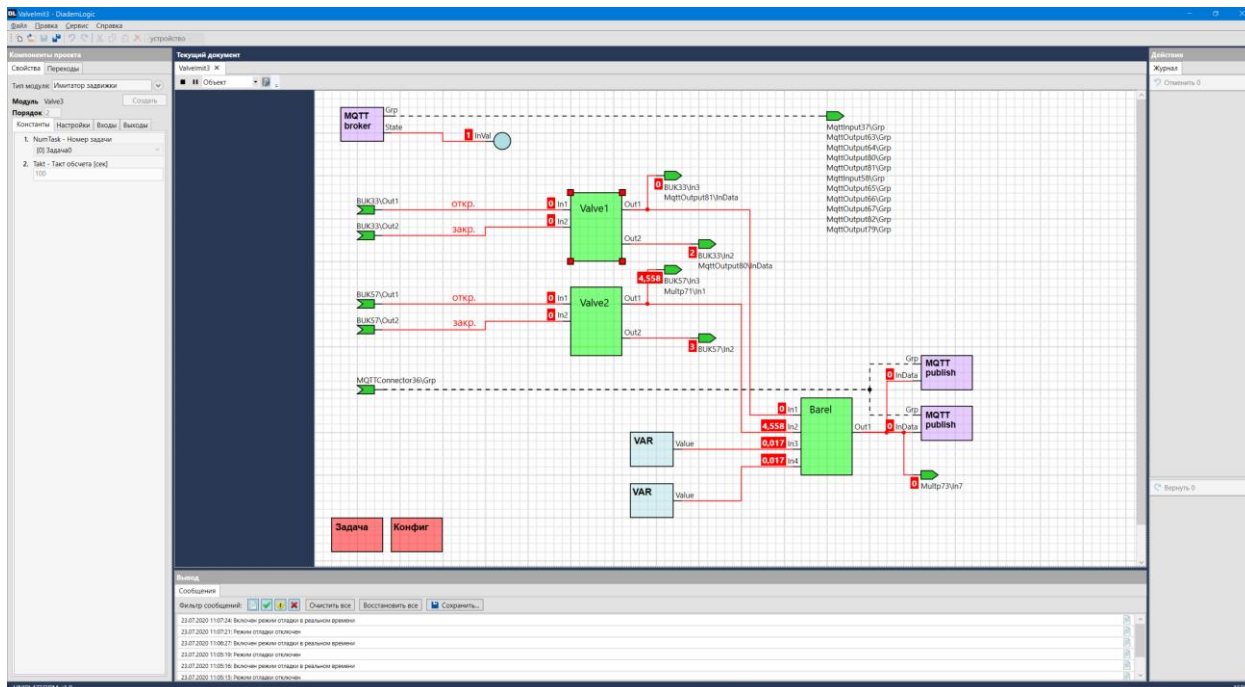 DL ValveImit3 - DiademLogic
Файл Правка Сервис Справка
устройство
Компоненты проекта
Свойства Переходы
Тип модуля: Имитатор задвижки
Модуль Valve3 Создать
Порядок 2
Константы Настройки Входы Выходы
1. NumTask - Номер задачи
[0] Задача0
2. Takt - Такт обсчета [сек]
100
Текущий документ
Valveimit3 ×
Объект
MQTT broker
Grp
State
1 InVal
MqttInput37\Grp
MqttOutput63\Grp
MqttOutput64\Grp
MqttOutput80\Grp
MqttOutput81\Grp
MqttInput58\Grp
MqttOutput65\Grp
MqttOutput66\Grp
MqttOutput67\Grp
MqttOutput82\Grp
MqttOutput79\Grp
BUK33\Out1 откр. 0 In1 Valve1 Out1
0 BUK33\In3
MqttOutput81\InData
BUK33\Out2 закр. 0 In2
Out2
2 BUK33\In2
MqttOutput80\InData
4,558 BUK57\In3
Multp71\In1
BUK57\Out1 откр. 0 In1 Valve2 Out1
BUK57\Out2 закр. 0 In2
Out2
3 BUK57\In2
MQTTConnector36\Grp
Grp MQTT publish
0 InData
0 In1 Barel
Grp MQTT publish
4,558 In2 Out1 0 InData
VAR Value 0,017 In3
0,017 In4
0 Multp73\In7
VAR Value
Задача Конфиг
Действия
Журнал
Отменить 0
Вернуть 0
Вывод
Сообщения
Фильтр сообщений: Очистить все Восстановить все Сохранить...
23.07.2020 11:07:24: Включен режим отладки в реальном времени
23.07.2020 11:07:21: Режим отладки отключен
23.07.2020 11:06:27: Включен режим отладки в реальном времени
23.07.2020 11:05:19: Режим отладки отключен
23.07.2020 11:05:16: Включен режим отладки в реальном времени
23.07.2020 11:05:15: Режим отладки отключен